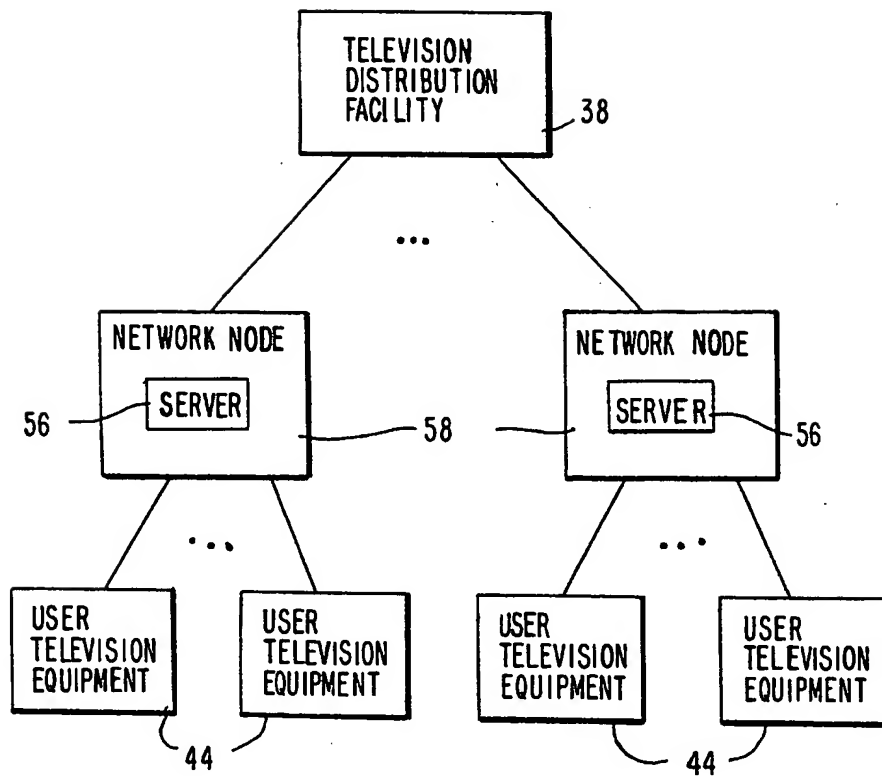 TELEVISION
DISTRIBUTION
FACILITY
38
...
NETWORK NODE
SERVER
56
58
NETWORK NODE
SERVER
56
...
...
USER
TELEVISION
EQUIPMENT
USER
TELEVISION
EQUIPMENT
44
USER
TELEVISION
EQUIPMENT
USER
TELEVISION
EQUIPMENT
44